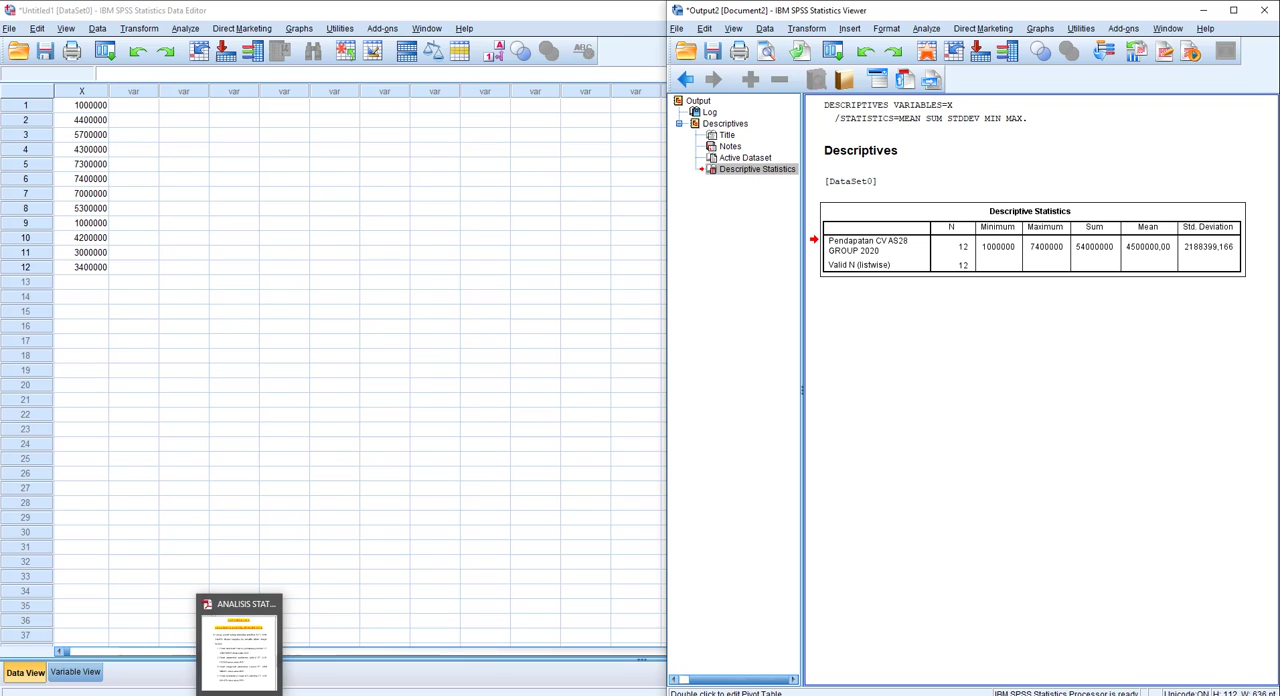 *Untitled1 [DataSet0] - IBM SPSS Statistics Data Editor
File Edit View Data Transform Analyze Direct Marketing Graphs Utilities Add-ons Window Help
X var var var var var var var var var var var
1 1000000
2 4400000
3 5700000
4 4300000
5 7300000
6 7400000
7 7000000
8 5300000
9 1000000
10 4200000
11 3000000
12 3400000
13
14
15
16
17
18
19
20
21
22
23
24
25
26
27
28
29
30
31
32
33
34
35
36
37
ANALISIS STAT...
Data View Variable View
*Output2 [Document2] - IBM SPSS Statistics Viewer
File Edit View Data Transform Insert Format Analyze Direct Marketing Graphs Utilities Add-ons Window Help
Output
Log
Descriptives
Title
Notes
Active Dataset
Descriptive Statistics
DESCRIPTIVES VARIABLES=X
/STATISTICS=MEAN SUM STDDEV MIN MAX.
Descriptives
[DataSet0]
Descriptive Statistics
N Minimum Maximum Sum Mean Std. Deviation
Pendapatan CV AS28 GROUP 2020 12 1000000 7400000 54000000 4500000,00 2188399,166
Valid N (listwise) 12
Double click to edit Pivot Table IBM SPSS Statistics Processor is ready Unicode:ON H: 112, W: 636 pt